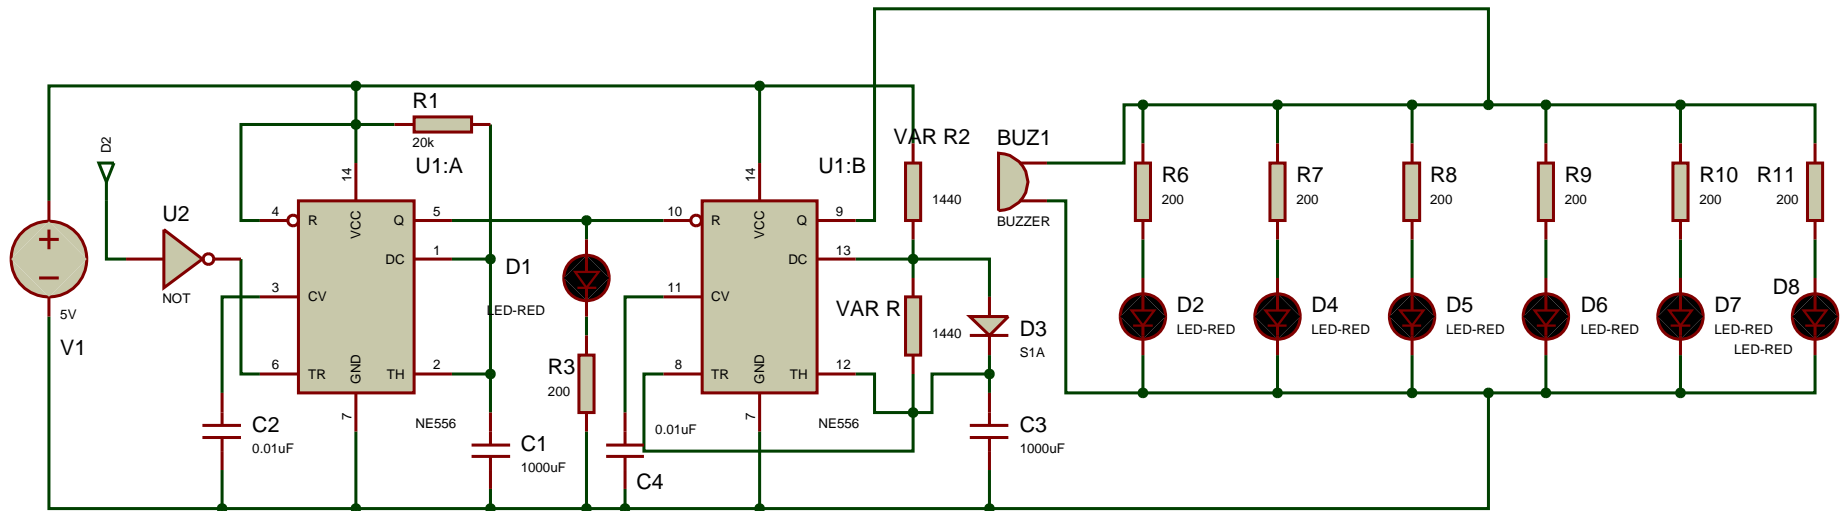 D2
U2
NOT
5V
V1
R1
20k
U1:A
14
VCC
4
R
Q
5
DC
1
3
CV
6
TR
GND
TH
2
7
NE556
C2
0.01uF
C1
1000uF
D1
LED-RED
R3
200
U1:B
14
VCC
10
R
Q
9
DC
13
11
CV
8
TR
GND
TH
12
7
NE556
0.01uF
C4
VAR R2
1440
VAR R
1440
D3
S1A
C3
1000uF
BUZ1
BUZZER
R6
200
R7
200
R8
200
R9
200
R10
200
R11
200
D2
LED-RED
D4
LED-RED
D5
LED-RED
D6
LED-RED
D7
LED-RED
D8
LED-RED